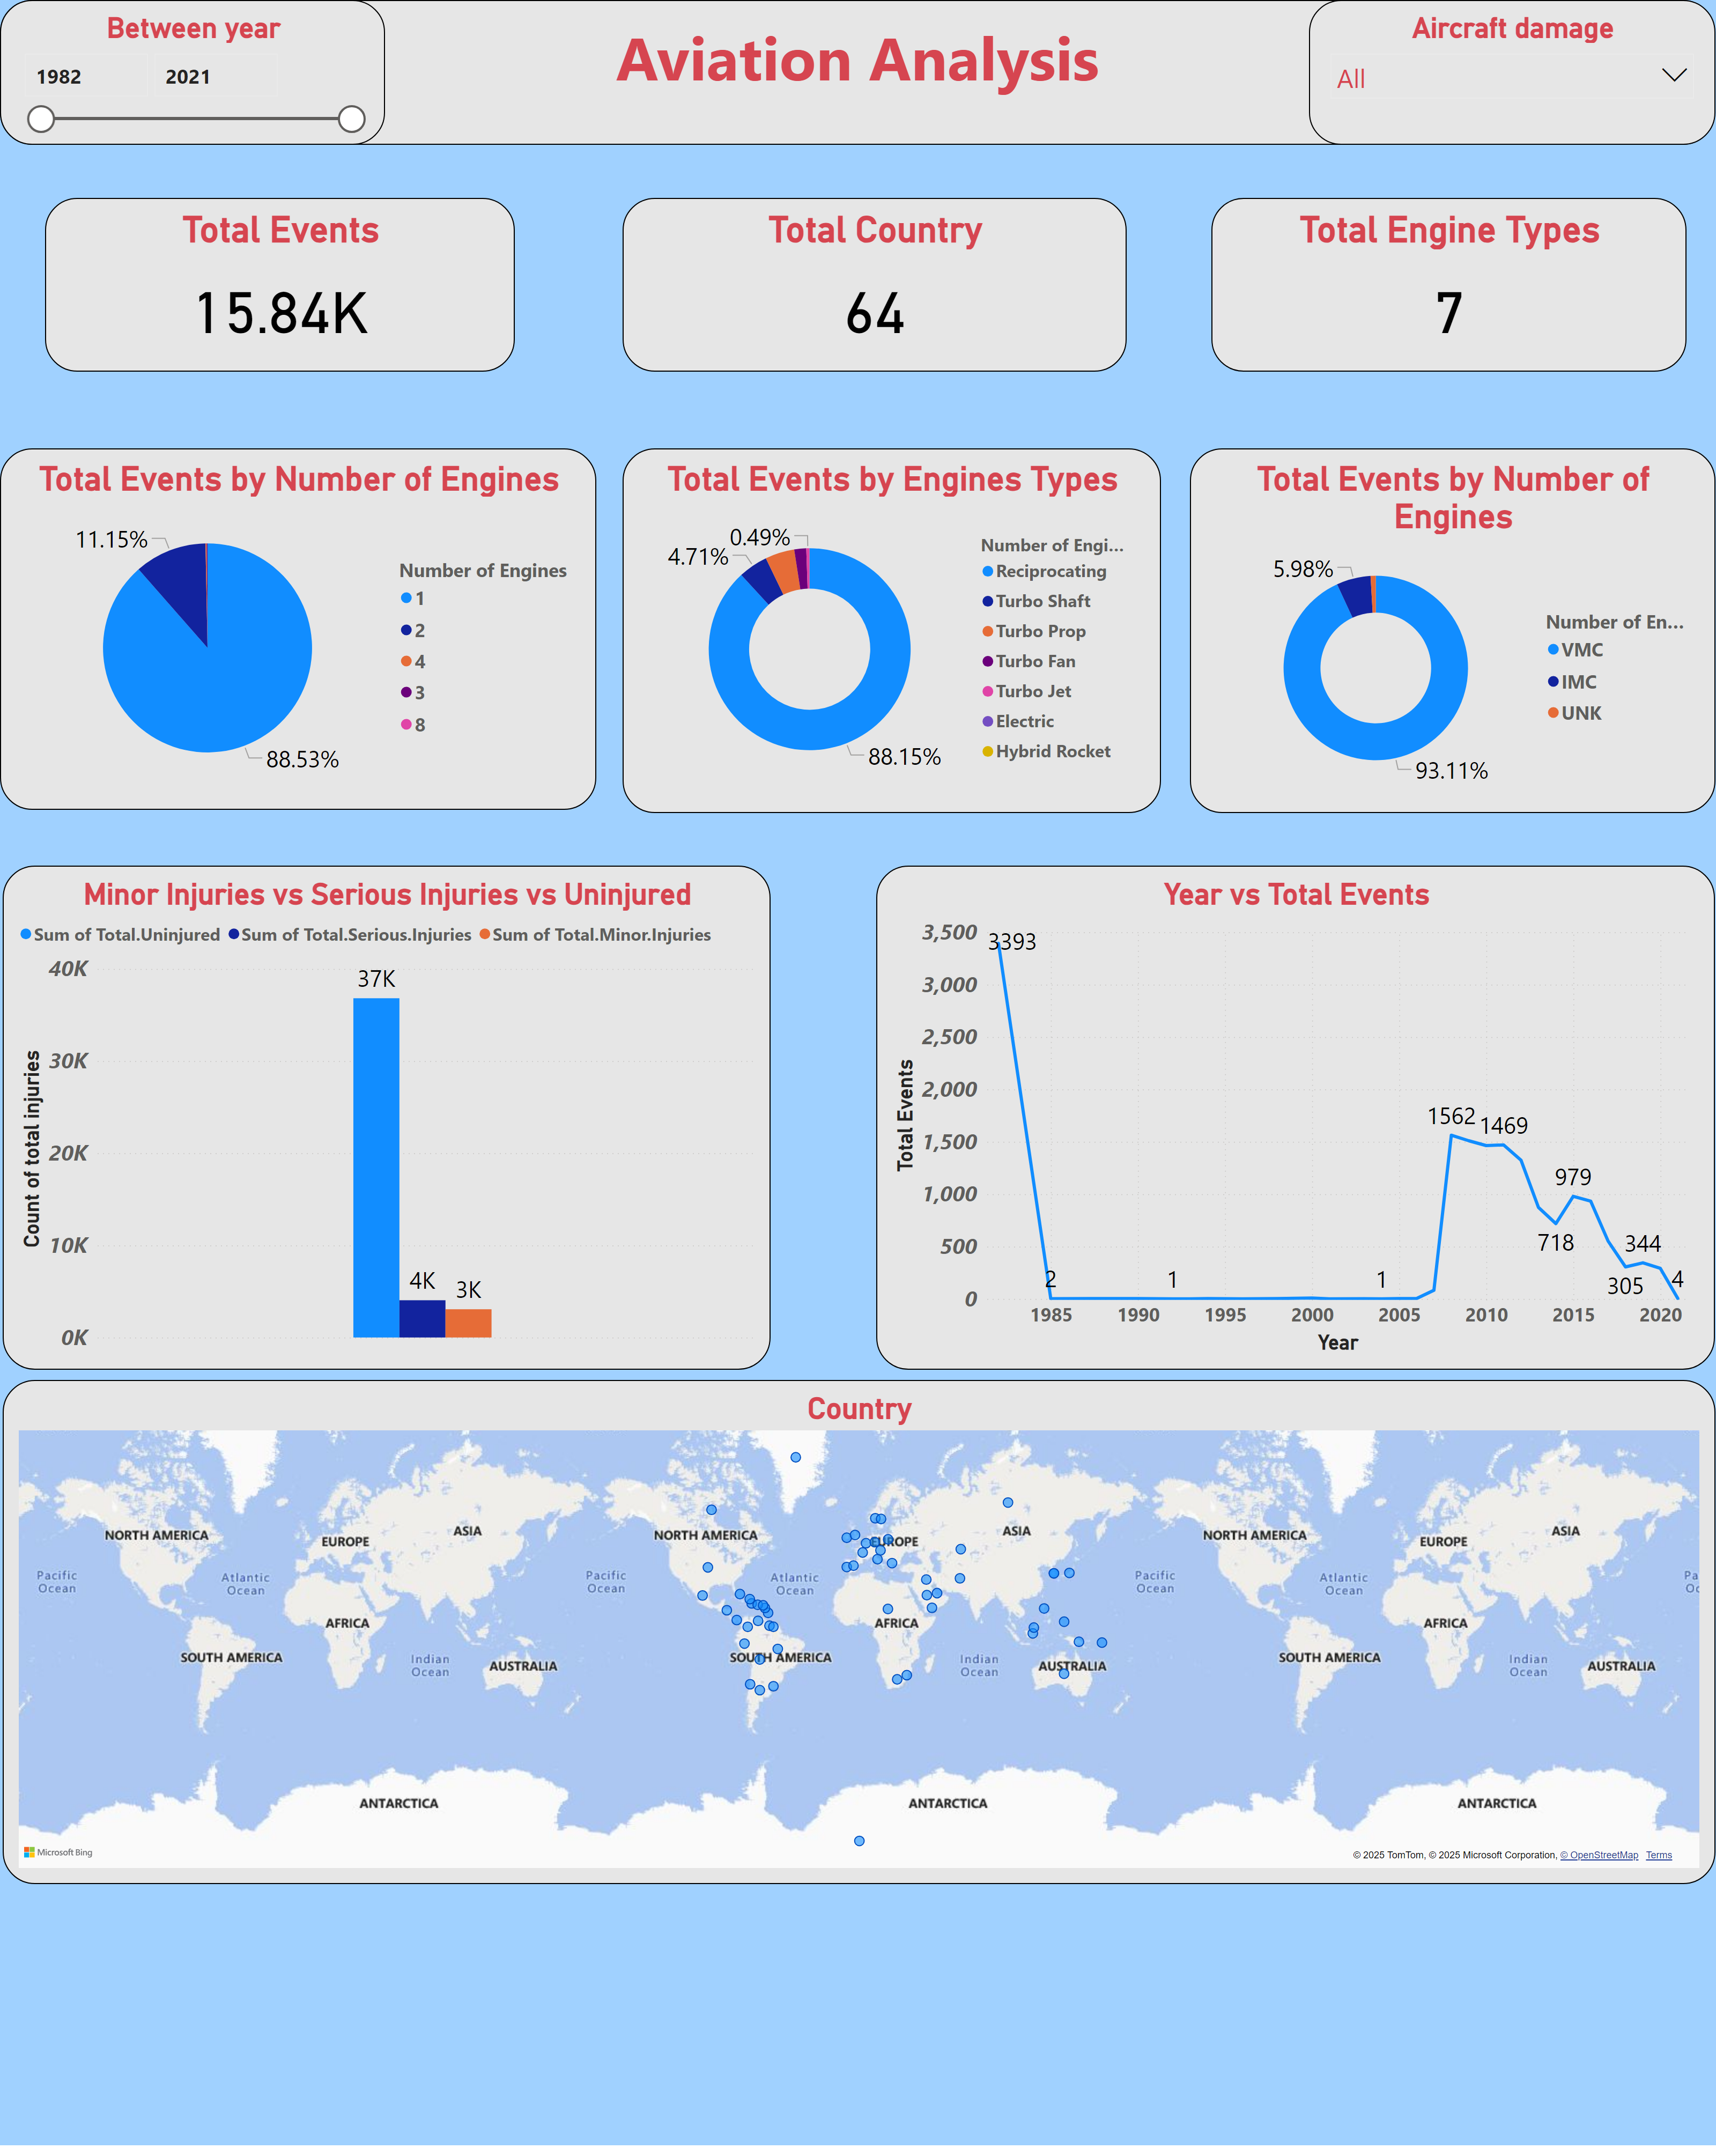 Between year
1982 2021
Aviation Analysis
Aircraft damage
All
Total Events
15.84K
Total Country
64
Total Engine Types
7
Total Events by Number of Engines
11.15%
88.53%
Number of Engines
1
2
4
3
8
Total Events by Engines Types
0.49%
4.71%
88.15%
Number of Engi...
Reciprocating
Turbo Shaft
Turbo Prop
Turbo Fan
Turbo Jet
Electric
Hybrid Rocket
Total Events by Number of
Engines
5.98%
93.11%
Number of En...
VMC
IMC
UNK
Minor Injuries vs Serious Injuries vs Uninjured
Sum of Total.Uninjured Sum of Total.Serious.Injuries Sum of Total.Minor.Injuries
Count of total injuries
40K
30K
20K
10K
0K
37K
4K
3K
Year vs Total Events
Total Events
3,500
3,000
2,500
2,000
1,500
1,000
500
0
3393
2
1
1
1562
1469
718
979
305
344
4
1985 1990 1995 2000 2005 2010 2015 2020
Year
Country
NORTH AMERICA EUROPE ASIA NORTH AMERICA EUROPE ASIA NORTH AMERICA EUROPE ASIA
Pacific
Ocean
Atlantic
Ocean
Pacific
Ocean
Atlantic
Ocean
Pacific
Ocean
Atlantic
Ocean
Pa
Oc
AFRICA AFRICA AFRICA
SOUTH AMERICA SOUTH AMERICA SOUTH AMERICA
Indian
Ocean
AUSTRALIA
Indian
Ocean
AUSTRALIA
Indian
Ocean
AUSTRALIA
ANTARCTICA ANTARCTICA ANTARCTICA
Microsoft Bing
© 2025 TomTom, © 2025 Microsoft Corporation, © OpenStreetMap Terms